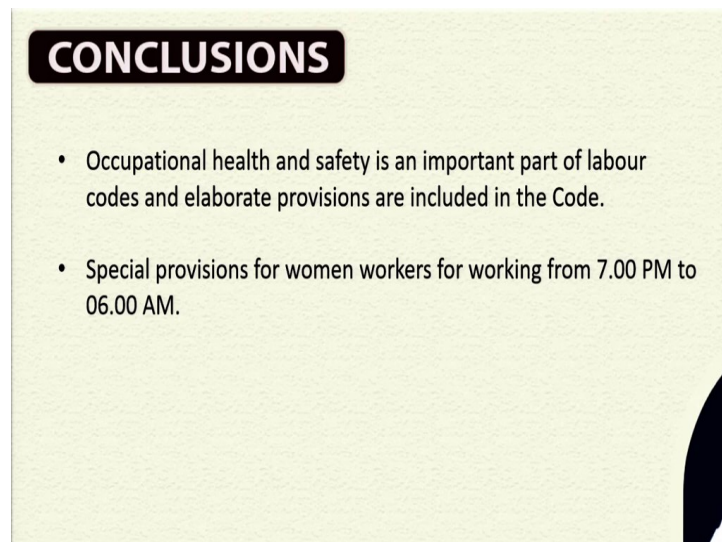 CONCLUSIONS
• Occupational health and safety is an important part of labour
codes and elaborate provisions are included in the Code.
• Special provisions for women workers for working from 7.00 PM to
06.00 AM.